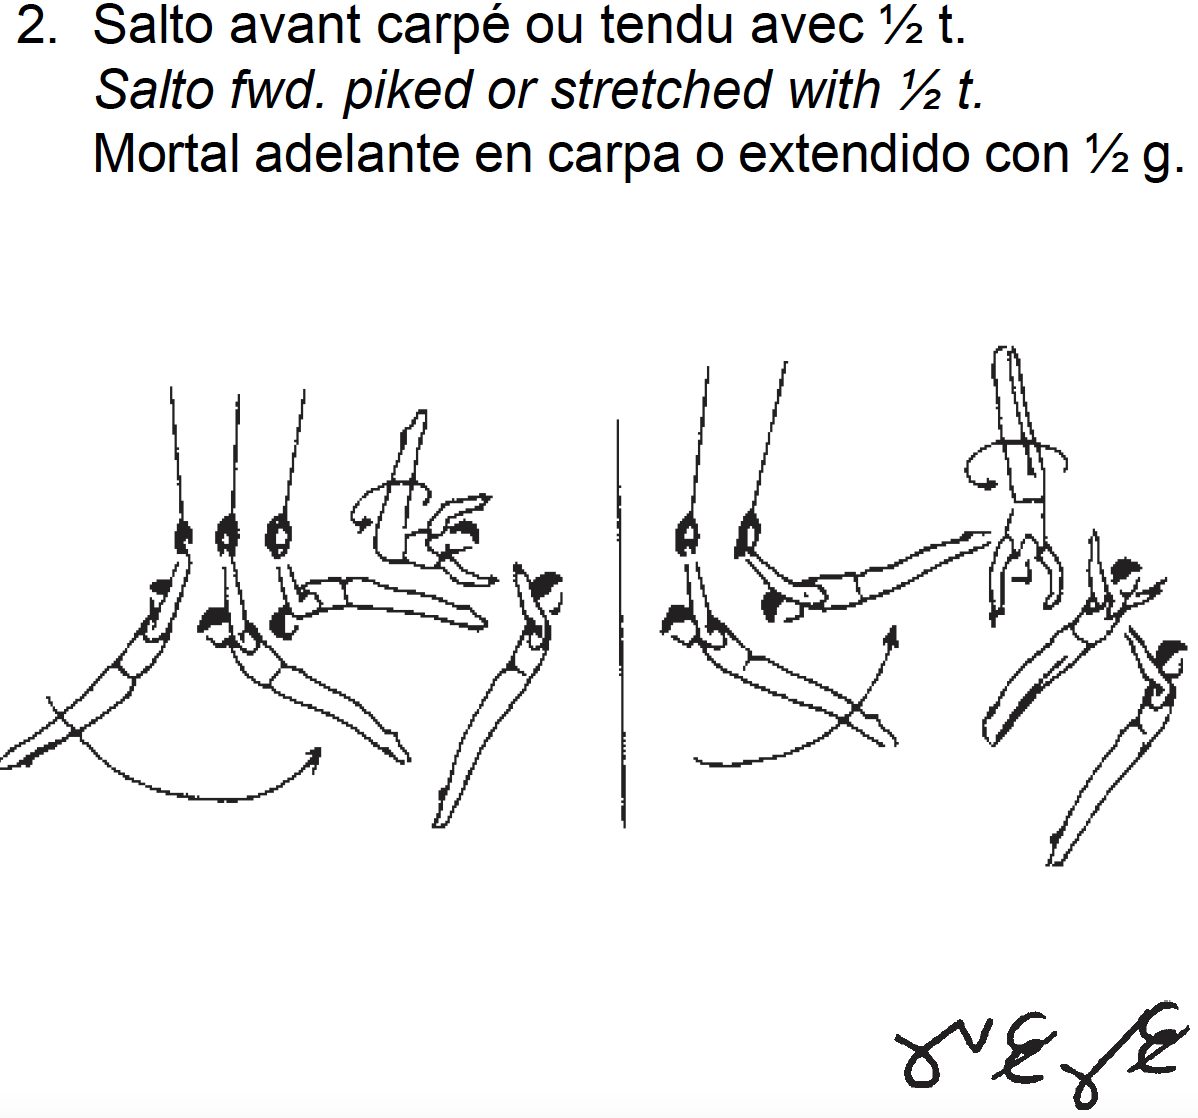 2. Salto avant carpé ou tendu avec ½ t.
Salto fwd. piked or stretched with ½ t.
Mortal adelante en carpa o extendido con ½ g.